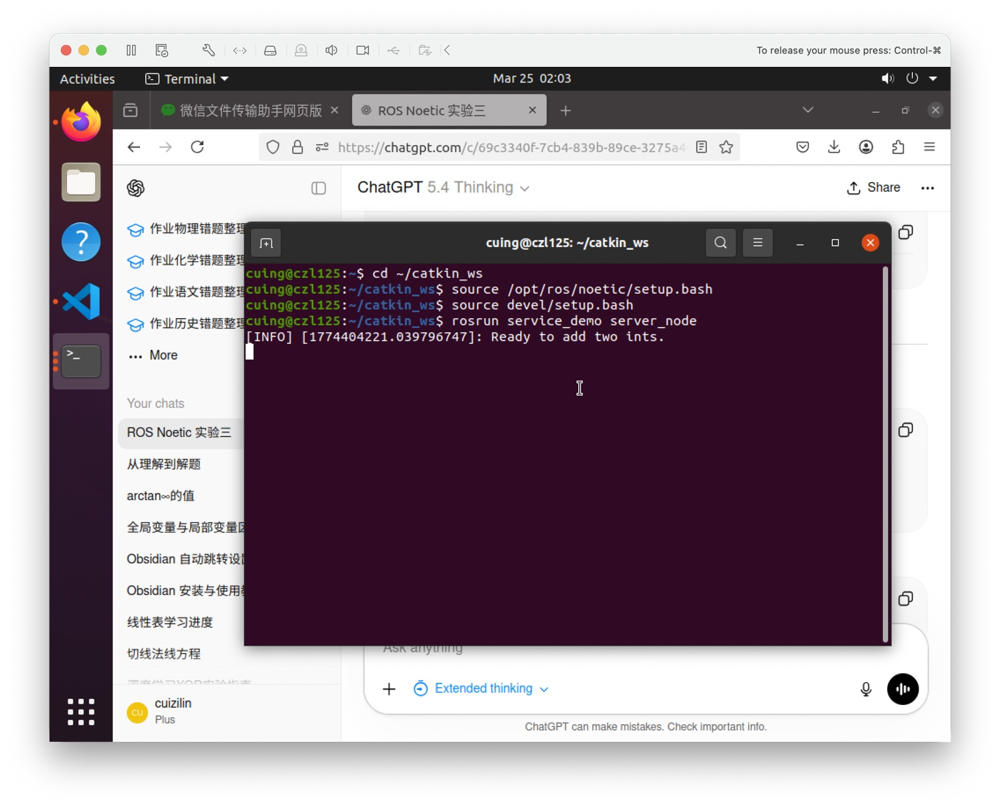 To release your mouse press: Control-⌘
Activities
Terminal
Mar 25 02:03
微信文件传输助手网页版
ROS Noetic 实验三
https://chatgpt.com/c/69c3340f-7cb4-839b-89ce-3275a4
ChatGPT 5.4 Thinking
Share
作业物理错题整理
作业化学错题整理
作业语文错题整理
作业历史错题整理
More
Your chats
ROS Noetic 实验三
从理解到解题
arctan∞的值
全局变量与局部变量区
Obsidian 自动跳转设
Obsidian 安装与使用
线性表学习进度
切线法线方程
CU
cuizilin
Plus
cuing@czl125: ~/catkin_ws
cuing@czl125:~$ cd ~/catkin_ws
cuing@czl125:~/catkin_ws$ source /opt/ros/noetic/setup.bash
cuing@czl125:~/catkin_ws$ source devel/setup.bash
cuing@czl125:~/catkin_ws$ rosrun service_demo server_node
[INFO] [1774404221.039796747]: Ready to add two ints.
Ask anything
Extended thinking
ChatGPT can make mistakes. Check important info.